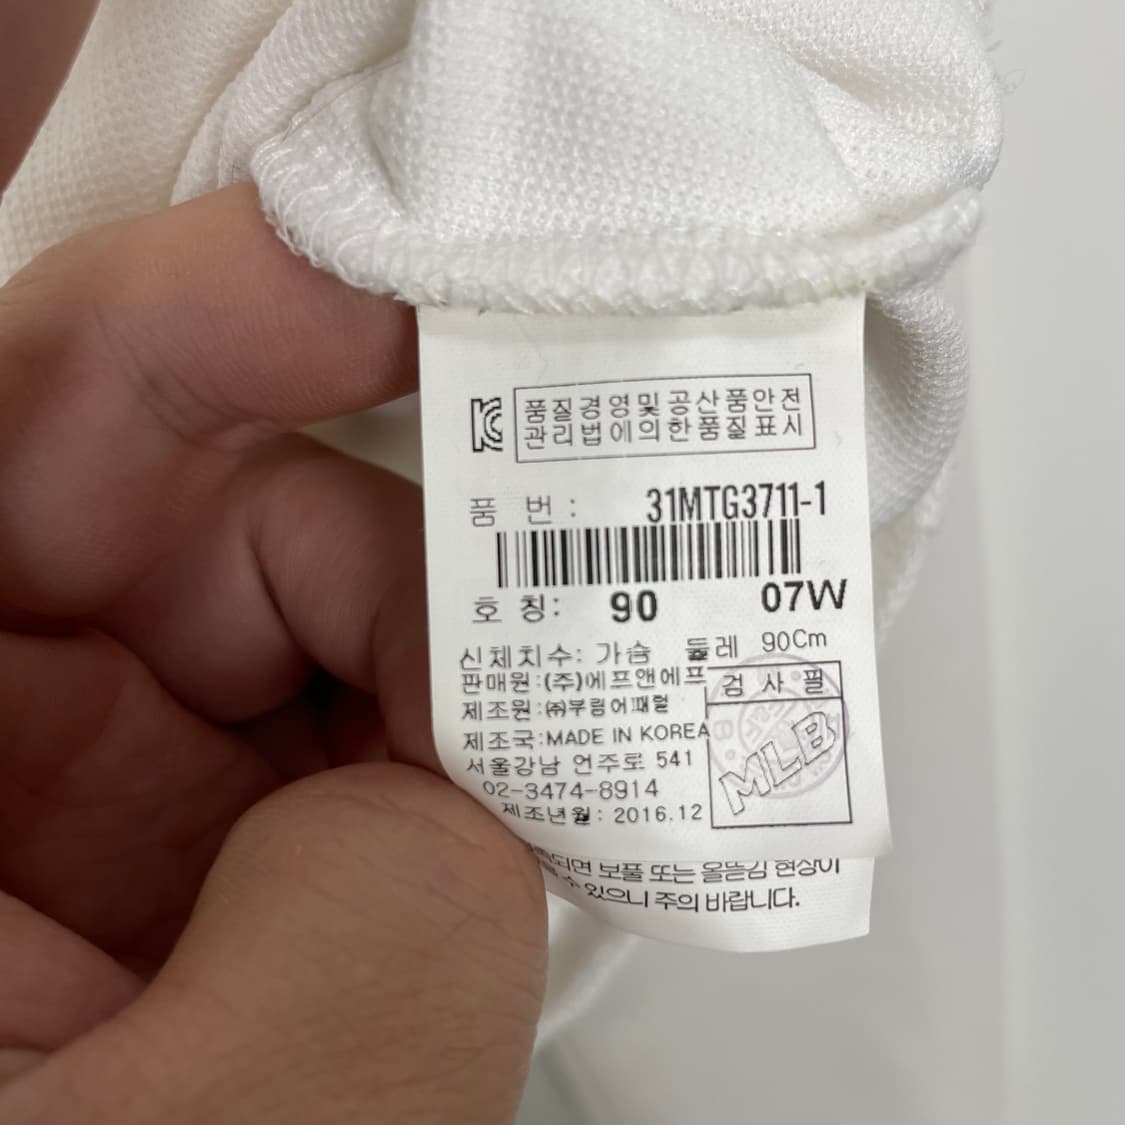 KC
품질경영및공산품안전
관리법에의한품질표시
품 번 : 31MTG3711-1
호 칭: 90 07W
신체치수: 가슴 둘레 90Cm
판매원:(주)에프앤에프
검 사 필
제조원:㈜부림어패럴
MLB
제조국:MADE IN KOREA
서울강남 언주로 541
02-3474-8914
제조년월: 2016.12
보풀 또는 올뜯김 현상이
있으니 주의 바랍니다.